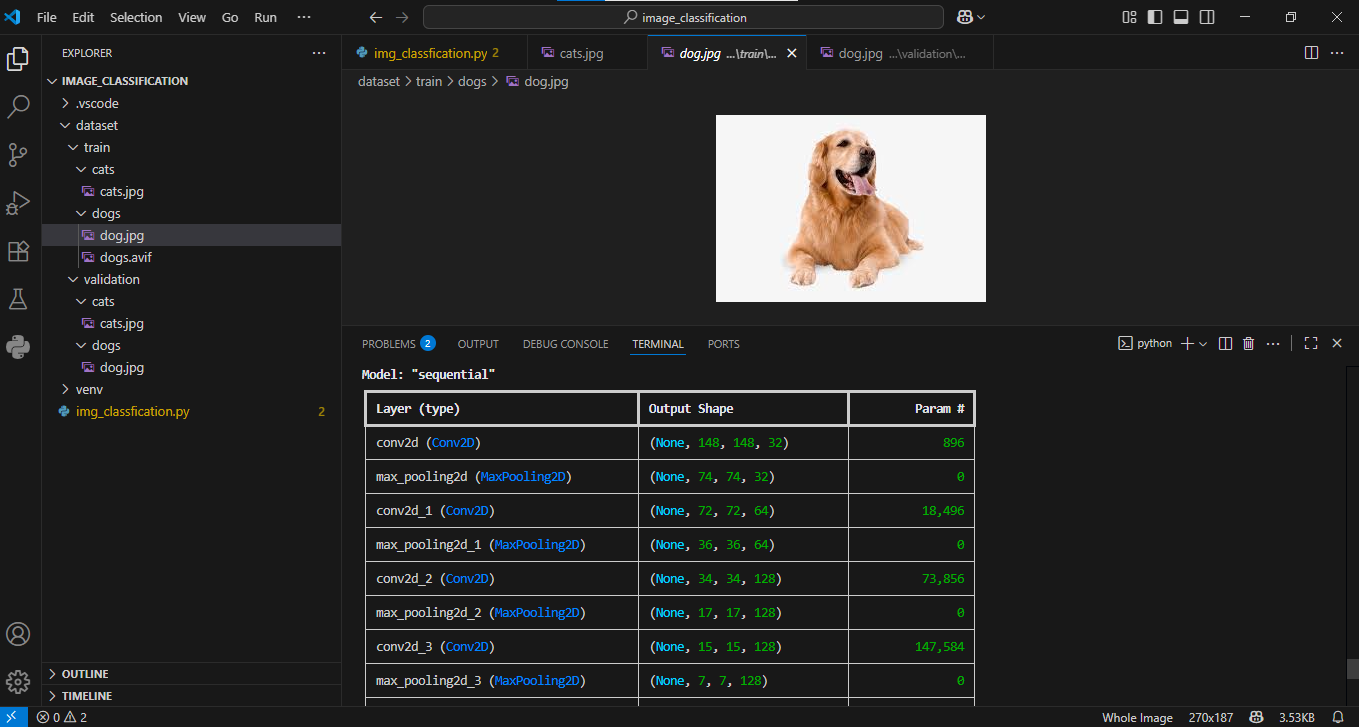 File Edit Selection View Go Run ··· image_classification
EXPLORER ···
IMAGE_CLASSIFICATION
.vscode
dataset
train
cats
cats.jpg
dogs
dog.jpg
dogs.avif
validation
cats
cats.jpg
dogs
dog.jpg
venv
img_classfication.py 2
OUTLINE
TIMELINE
img_classfication.py 2 cats.jpg dog.jpg ...\train\... dog.jpg ...\validation\...
dataset > train > dogs > dog.jpg
PROBLEMS 2 OUTPUT DEBUG CONSOLE TERMINAL PORTS python
Model: "sequential"
Layer (type) Output Shape Param #
conv2d (Conv2D) (None, 148, 148, 32) 896
max_pooling2d (MaxPooling2D) (None, 74, 74, 32) 0
conv2d_1 (Conv2D) (None, 72, 72, 64) 18,496
max_pooling2d_1 (MaxPooling2D) (None, 36, 36, 64) 0
conv2d_2 (Conv2D) (None, 34, 34, 128) 73,856
max_pooling2d_2 (MaxPooling2D) (None, 17, 17, 128) 0
conv2d_3 (Conv2D) (None, 15, 15, 128) 147,584
max_pooling2d_3 (MaxPooling2D) (None, 7, 7, 128) 0
0 2 Whole Image 270x187 3.53KB